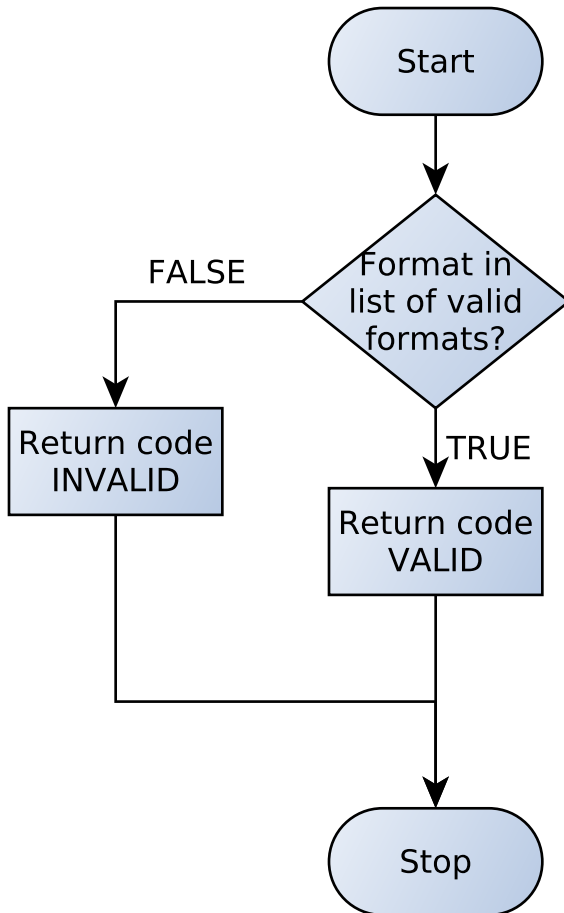 Start
Format in
list of valid
formats?
FALSE
TRUE
Return code
INVALID
Return code
VALID
Stop